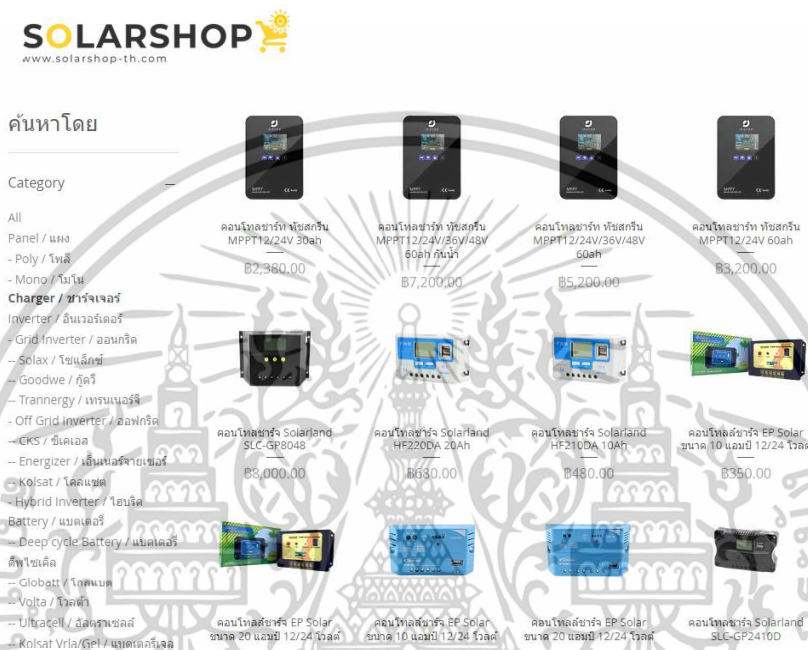 SOLARSHOP
www.solarshop-th.com
ค้นหาโดย
Category
All
Panel / แผง
- Poly / โพลี
- Mono / โมโน
Charger / ชาร์จเจอร์
Inverter / อินเวอร์เตอร์
- Grid Inverter / ออนกริต
-- Solax / โซแล็กซ์
-- Goodwe / กู๊ดวี
-- Trannergy / เทรนเนอร์จี
- Off Grid Inverter / ออฟกริต
-- CKS / ซีเคเอส
-- Energizer / เอ็นเนอร์จายเซอร์
-- Kolsat / โคลแซต
- Hybrid Inverter / ไฮบริด
Battery / แบตเตอรี่
-- Deep cycle Battery / แบตเตอรี่
ดีพไซเคิล
-- Globatt / โกลแบต
-- Volta / โวลต้า
-- Ultracell / อัลตราเซลล์
-- Kolsat Vrla/Gel / แบตเตอรี่เจล
คอนโทลชาร์ท ทัชสกรีน
MPPT12/24V 30ah
฿2,380.00
คอนโทลชาร์ท ทัชสกรีน
MPPT12/24V/36V/48V
60ah กันน้ำ
฿7,200.00
คอนโทลชาร์ท ทัชสกรีน
MPPT12/24V/36V/48V
60ah
฿5,200.00
คอนโทลชาร์ท ทัชสกรีน
MPPT12/24V 60ah
฿3,200.00
คอนโทลชาร์จ Solarland
SLC-GP8048
฿8,000.00
คอนโทลชาร์จ Solarland
HF220DA 20Ah
฿630.00
คอนโทลชาร์จ Solarland
HF210DA 10Ah
฿480.00
คอนโทลล์ชาร์จ EP Solar
ขนาด 10 แอมป์ 12/24 โวลต์
฿350.00
คอนโทลล์ชาร์จ EP Solar
ขนาด 20 แอมป์ 12/24 โวลต์
คอนโทลล์ชาร์จ EP Solar
ขนาด 10 แอมป์ 12/24 โวลต์
คอนโทลล์ชาร์จ EP Solar
ขนาด 20 แอมป์ 12/24 โวลต์
คอนโทลชาร์จ Solarland
SLC-GP2410D